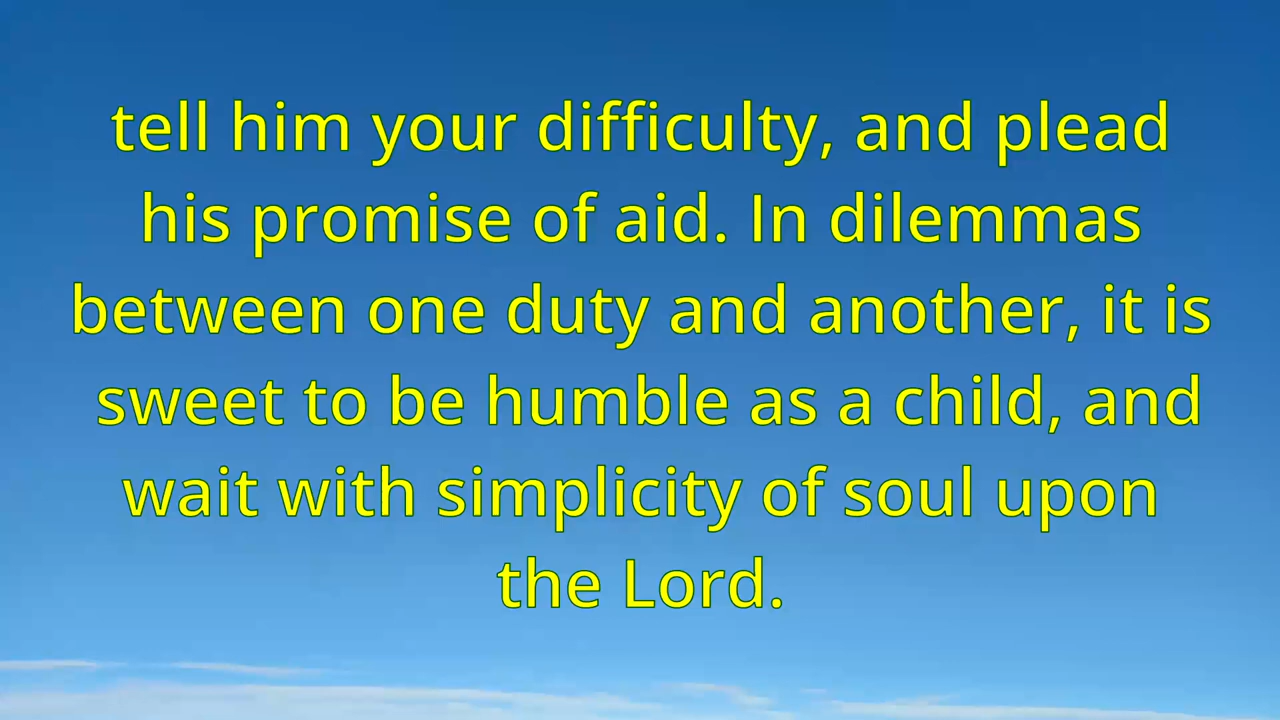 tell him your difficulty, and plead
his promise of aid. In dilemmas
between one duty and another, it is
sweet to be humble as a child, and
wait with simplicity of soul upon
the Lord.